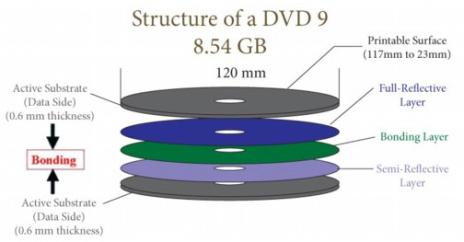 Structure of a DVD 9
8.54 GB
120 mm
Printable Surface
(117mm to 23mm)
Active Substrate
(Data Side)
(0.6 mm thickness)
Full-Reflective
Layer
Bonding
Bonding Layer
Semi-Reflective
Layer
Active Substrate
(Data Side)
(0.6 mm thickness)